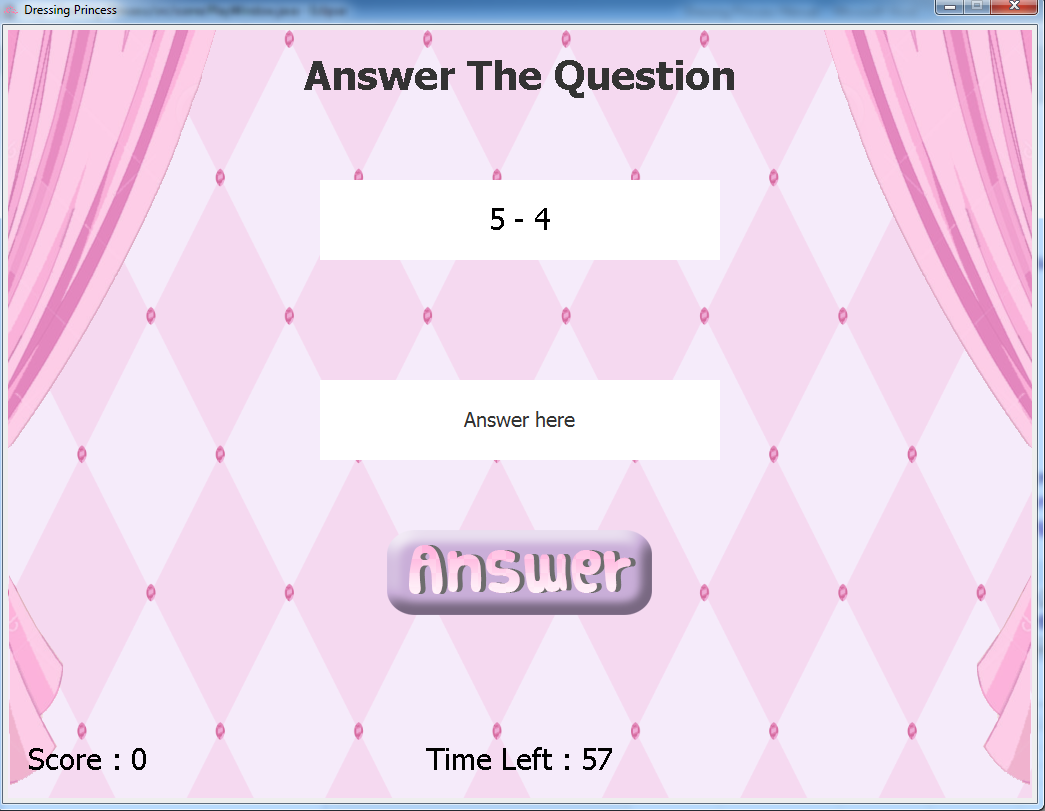 Dressing Princess
Answer The Question
5 - 4
Answer here
Answer
Score : 0
Time Left : 57